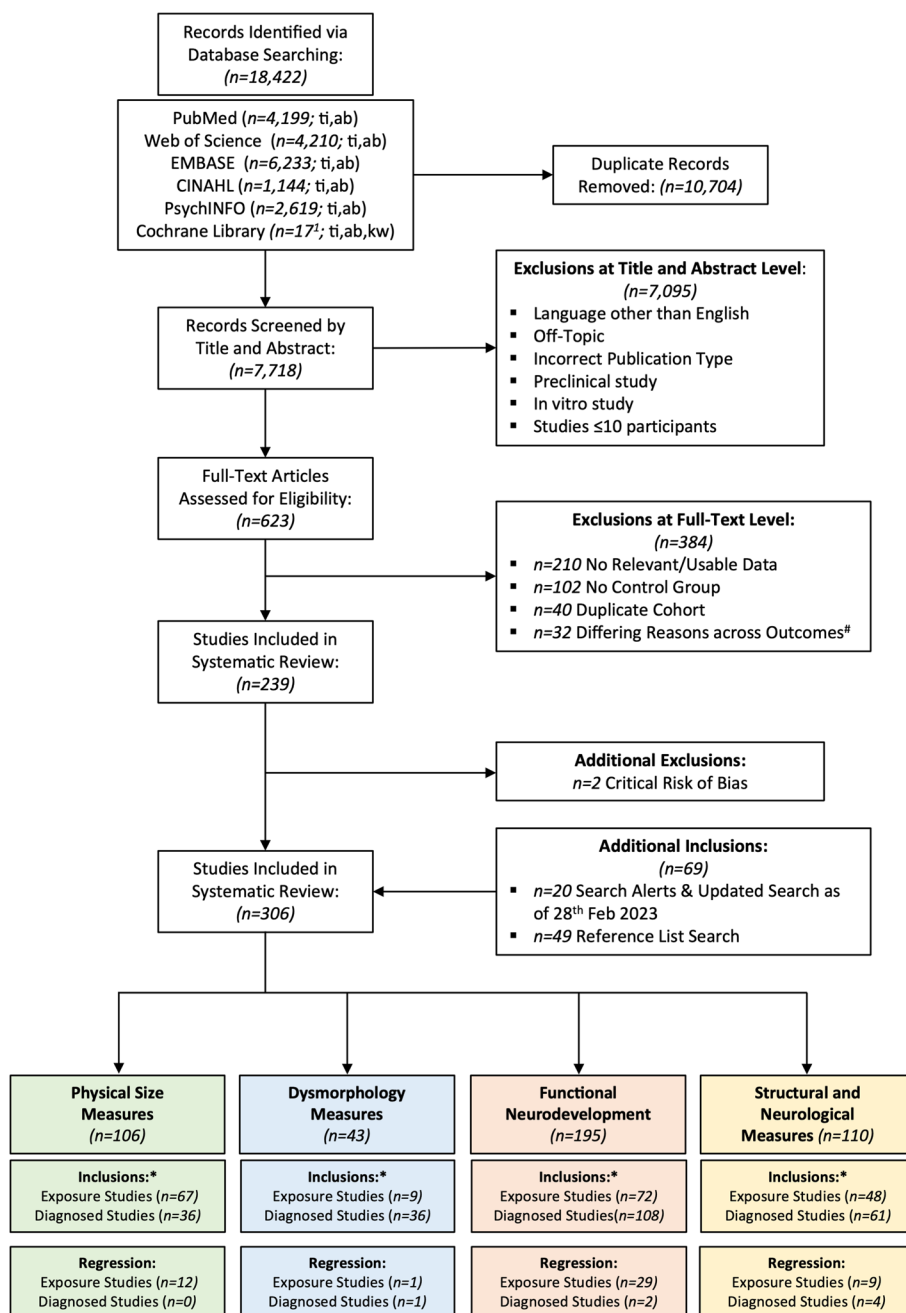 Records Identified via
Database Searching:
(n=18,422)
PubMed (n=4,199; ti,ab)
Web of Science (n=4,210; ti,ab)
EMBASE (n=6,233; ti,ab)
CINAHL (n=1,144; ti,ab)
PsychINFO (n=2,619; ti,ab)
Cochrane Library (n=17¹; ti,ab,kw)
Duplicate Records
Removed: (n=10,704)
Exclusions at Title and Abstract Level:
(n=7,095)
▪ Language other than English
▪ Off-Topic
▪ Incorrect Publication Type
▪ Preclinical study
▪ In vitro study
▪ Studies ≤10 participants
Records Screened by
Title and Abstract:
(n=7,718)
Full-Text Articles
Assessed for Eligibility:
(n=623)
Exclusions at Full-Text Level:
(n=384)
▪ n=210 No Relevant/Usable Data
▪ n=102 No Control Group
▪ n=40 Duplicate Cohort
▪ n=32 Differing Reasons across Outcomes#
Studies Included in
Systematic Review:
(n=239)
Additional Exclusions:
n=2 Critical Risk of Bias
Additional Inclusions:
(n=69)
▪ n=20 Search Alerts & Updated Search as
of 28th Feb 2023
▪ n=49 Reference List Search
Studies Included in
Systematic Review:
(n=306)
Physical Size
Measures
(n=106)
Inclusions:*
Exposure Studies (n=67)
Diagnosed Studies (n=36)
Regression:
Exposure Studies (n=12)
Diagnosed Studies (n=0)
Dysmorphology
Measures
(n=43)
Inclusions:*
Exposure Studies (n=9)
Diagnosed Studies (n=36)
Regression:
Exposure Studies (n=1)
Diagnosed Studies (n=1)
Functional
Neurodevelopment
(n=195)
Inclusions:*
Exposure Studies (n=72)
Diagnosed Studies(n=108)
Regression:
Exposure Studies (n=29)
Diagnosed Studies (n=2)
Structural and
Neurological
Measures (n=110)
Inclusions:*
Exposure Studies (n=48)
Diagnosed Studies (n=61)
Regression:
Exposure Studies (n=9)
Diagnosed Studies (n=4)